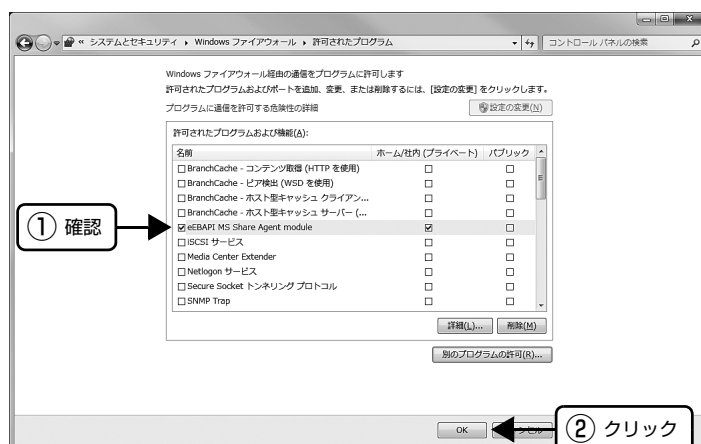 « システムとセキュリティ ▸ Windows ファイアウォール ▸ 許可されたプログラム
コントロール パネルの検索
Windows ファイアウォール経由の通信をプログラムに許可します
許可されたプログラムおよびポートを追加、変更、または削除するには、[設定の変更] をクリックします。
プログラムに通信を許可する危険性の詳細
設定の変更(N)
許可されたプログラムおよび機能(A):
名前 ホーム/社内 (プライベート) パブリック
BranchCache - コンテンツ取得 (HTTP を使用)
BranchCache - ピア検出 (WSD を使用)
BranchCache - ホスト型キャッシュ クライアン...
BranchCache - ホスト型キャッシュ サーバー (...
① 確認
eEBAPI MS Share Agent module
iSCSI サービス
Media Center Extender
Netlogon サービス
Secure Socket トンネリング プロトコル
SNMP Trap
詳細(L)... 削除(M)
別のプログラムの許可(R)...
OK
② クリック